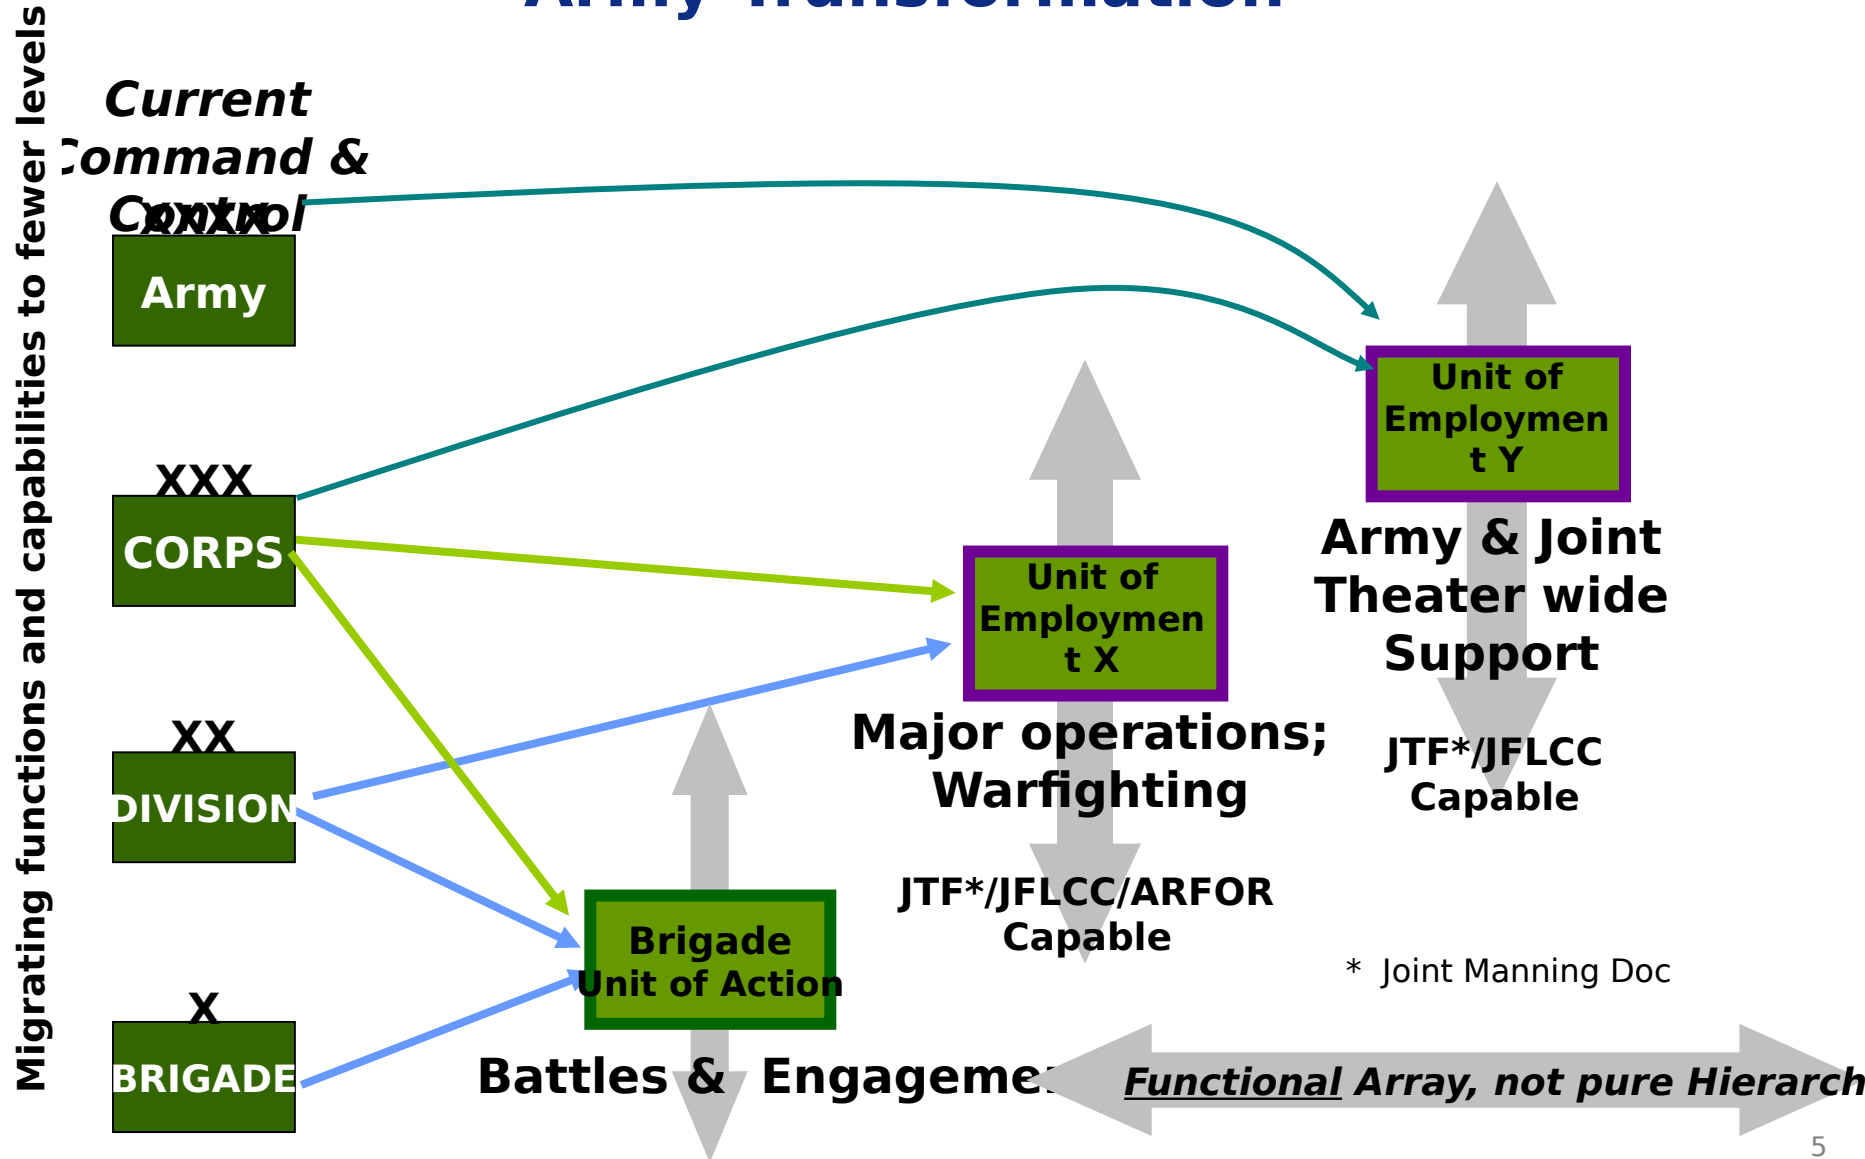 Army Transformation
Migrating functions and capabilities to fewer levels
Current
Command &
Control
XXXX
Army
XXX
CORPS
XX
DIVISION
X
BRIGADE
Unit of
Employmen
t Y
Army & Joint
Theater wide
Support
JTF*/JFLCC
Capable
Unit of
Employmen
t X
Major operations;
Warfighting
JTF*/JFLCC/ARFOR
Capable
Brigade
Unit of Action
Battles & Engagemen
* Joint Manning Doc
Functional Array, not pure Hierarch
5